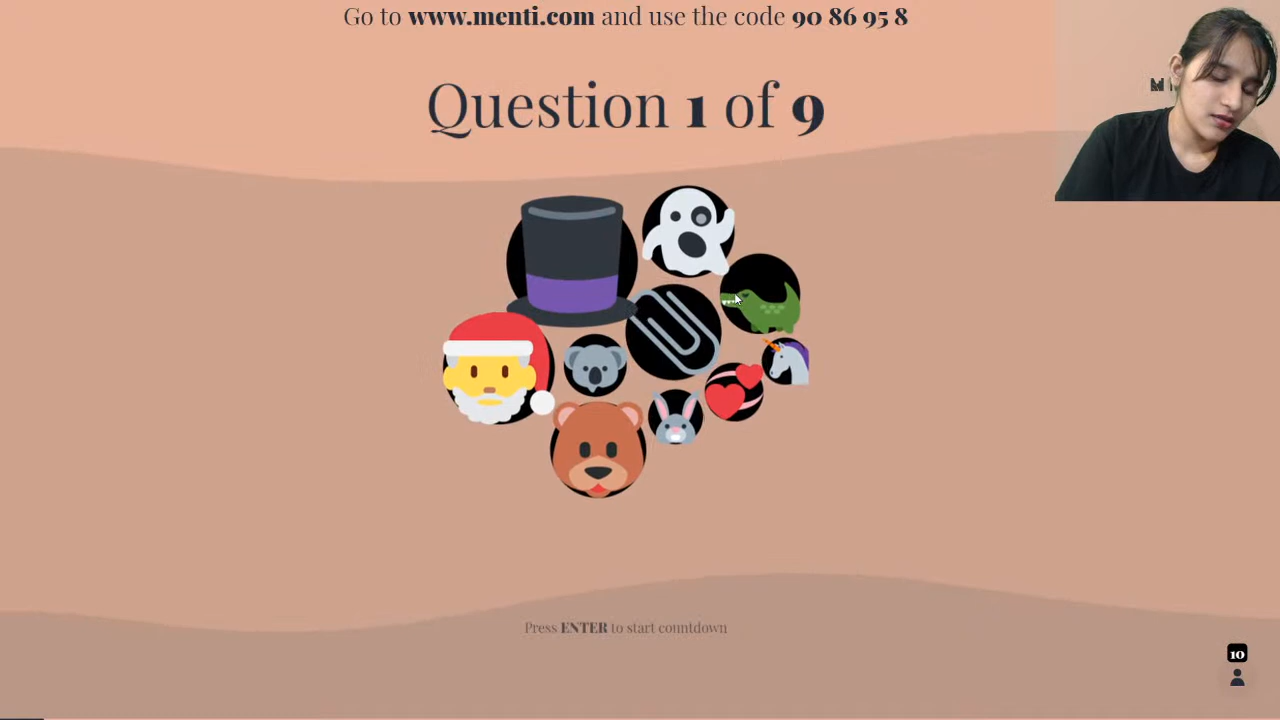 Go to www.menti.com and use the code 90 86 95 8
Question 1 of 9
Press ENTER to start countdown
10